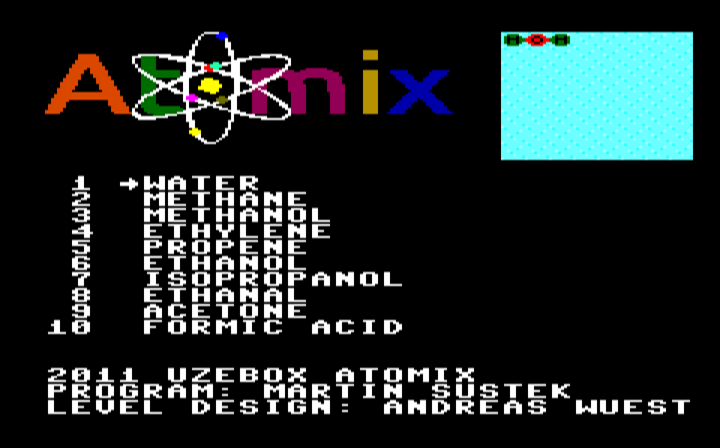 Atomix
1 →WATER
2 METHANE
3 METHANOL
4 ETHYLENE
5 PROPENE
6 ETHANOL
7 ISOPROPANOL
8 ETHANAL
9 ACETONE
10 FORMIC ACID
2011 UZEBOX ATOMIX
PROGRAM: MARTIN SUSTEK
LEVEL DESIGN: ANDREAS WUEST